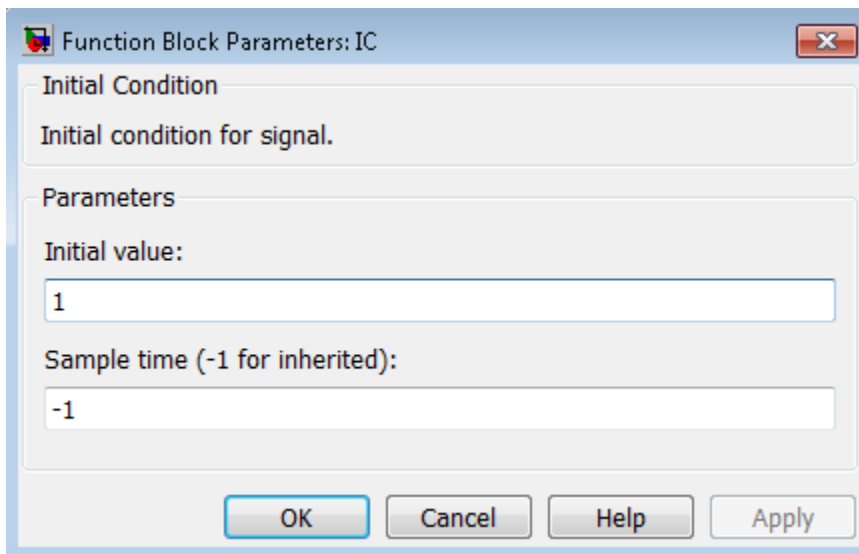 Function Block Parameters: IC
Initial Condition
Initial condition for signal.
Parameters
Initial value:
1
Sample time (-1 for inherited):
-1
OK Cancel Help Apply